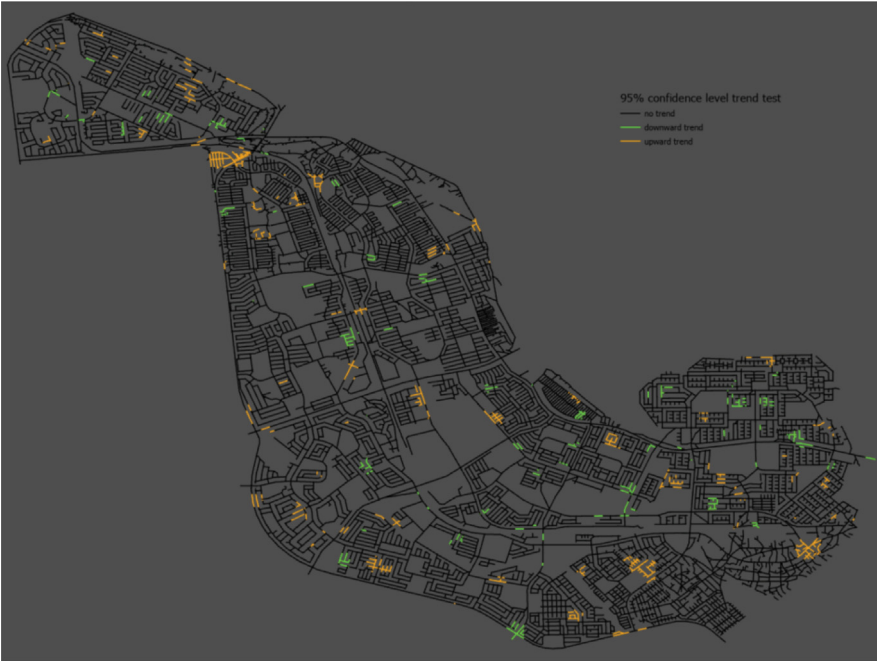 95% confidence level trend test
no trend
downward trend
upward trend